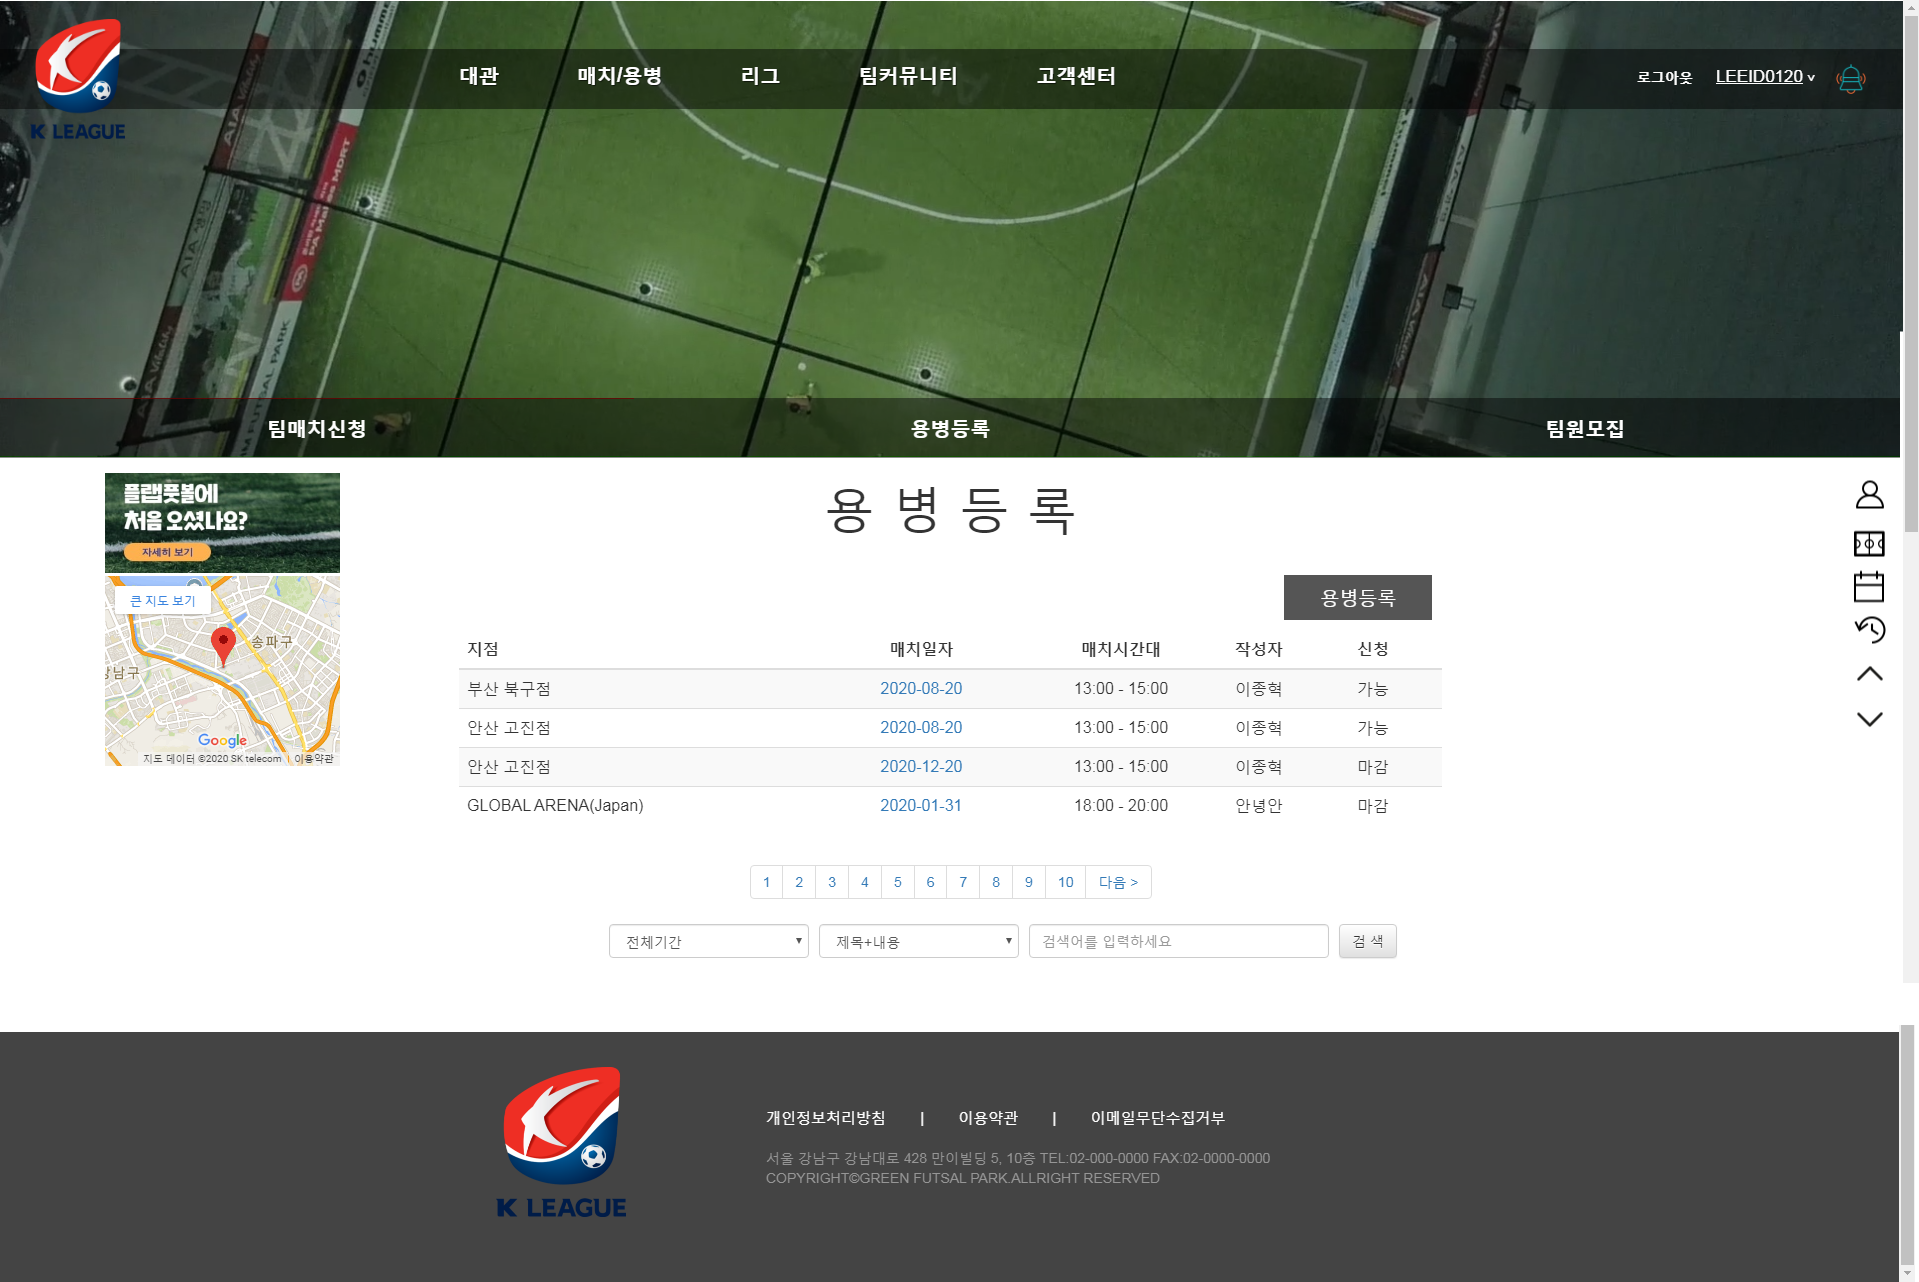 K LEAGUE
대관 매치/용병 리그 팀커뮤니티 고객센터
로그아웃 LEEID0120 ˅
팀매치신청 용병등록 팀원모집
플랩풋볼에
처음 오셨나요?
자세히 보기
큰 지도 보기
송파구
강남구
Google
지도 데이터 ©2020 SK telecom | 이용약관
용 병 등 록
용병등록
지점 매치일자 매치시간대 작성자 신청
부산 북구점 2020-08-20 13:00 - 15:00 이종혁 가능
안산 고진점 2020-08-20 13:00 - 15:00 이종혁 가능
안산 고진점 2020-12-20 13:00 - 15:00 이종혁 마감
GLOBAL ARENA(Japan) 2020-01-31 18:00 - 20:00 안녕안 마감
1 2 3 4 5 6 7 8 9 10 다음 >
전체기간 제목+내용 검색어를 입력하세요 검 색
K LEAGUE
개인정보처리방침 | 이용약관 | 이메일무단수집거부
서울 강남구 강남대로 428 만이빌딩 5, 10층 TEL:02-000-0000 FAX:02-0000-0000
COPYRIGHT©GREEN FUTSAL PARK.ALLRIGHT RESERVED